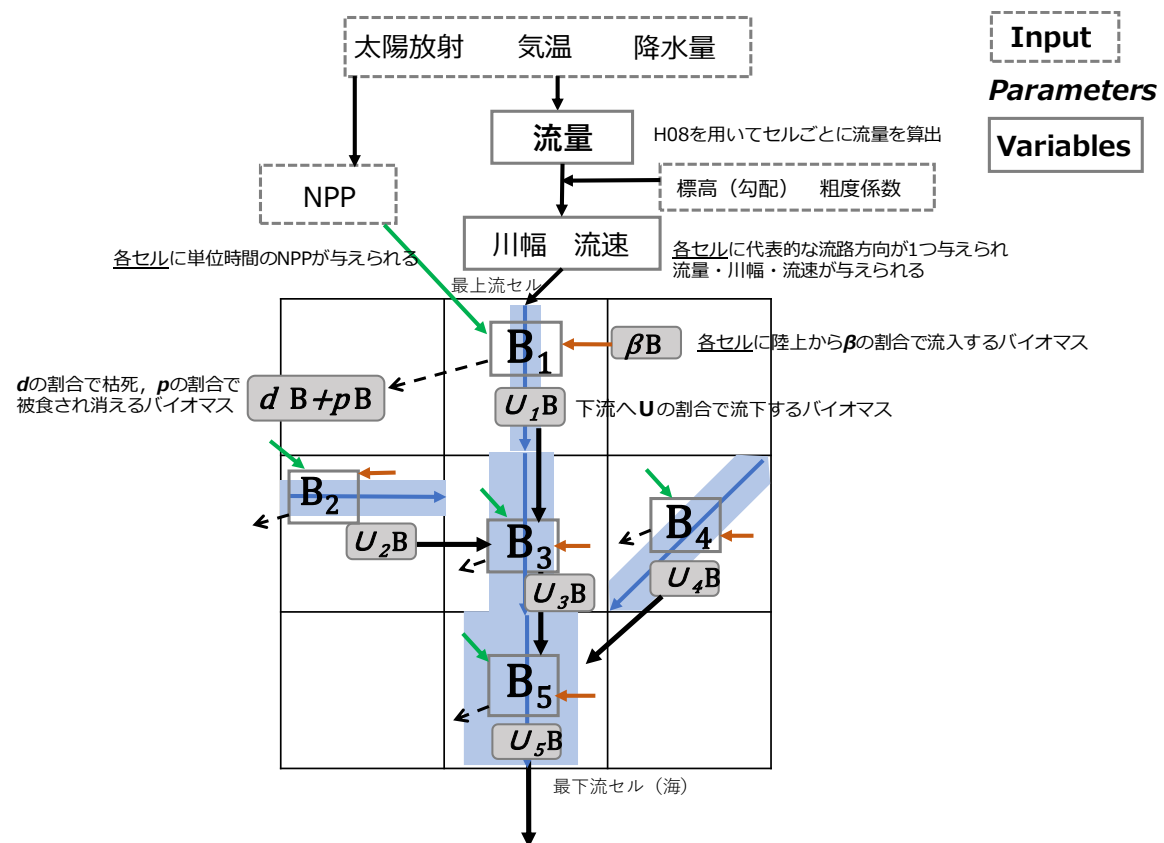 太陽放射 気温 降水量
Input
Parameters
Variables
流量
H08を用いてセルごとに流量を算出
標高（勾配） 粗度係数
NPP
川幅 流速
各セルに単位時間のNPPが与えられる
各セルに代表的な流路方向が1つ与えられ
流量・川幅・流速が与えられる
最上流セル
B1
βB
各セルに陸上からβの割合で流入するバイオマス
dの割合で枯死，pの割合で
被食され消えるバイオマス
d B+pB
U1B
下流へUの割合で流下するバイオマス
B2
U2B
B3
U3B
B4
U4B
B5
U5B
最下流セル（海）